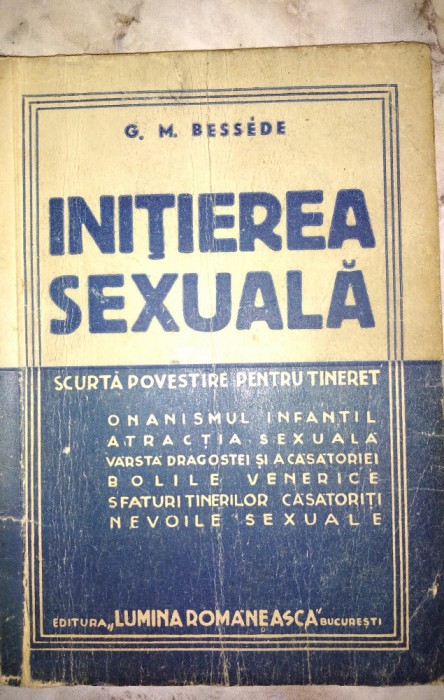 G. M. BESSÉDE
INIŢIEREA
SEXUALĂ
SCURTĂ POVESTIRE PENTRU TINERET
ONANISMUL INFANTIL
ATRACŢIA SEXUALĂ
VÂRSTA DRAGOSTEI ŞI A CĂSĂTORIEI
BOLILE VENERICE
SFATURI TINERILOR CĂSĂTORIŢI
NEVOILE SEXUALE
EDITURA „LUMINA ROMÂNEASCĂ" BUCUREŞTI